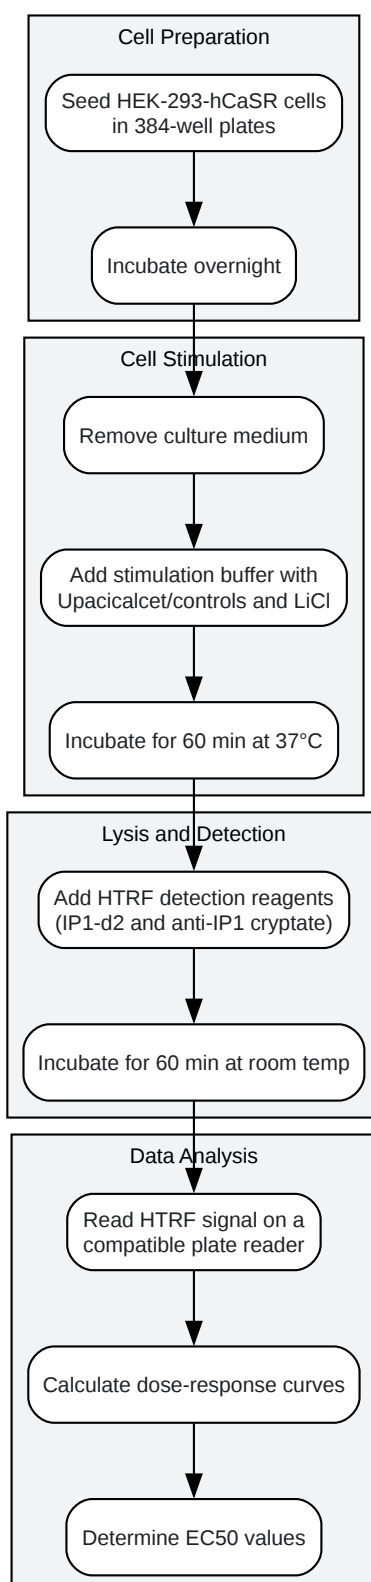 Cell Preparation
Seed HEK-293-hCaSR cells
in 384-well plates
Incubate overnight
Cell Stimulation
Remove culture medium
Add stimulation buffer with
Upacicalcet/controls and LiCl
Incubate for 60 min at 37°C
Lysis and Detection
Add HTRF detection reagents
(IP1-d2 and anti-IP1 cryptate)
Incubate for 60 min at room temp
Data Analysis
Read HTRF signal on a
compatible plate reader
Calculate dose-response curves
Determine EC50 values